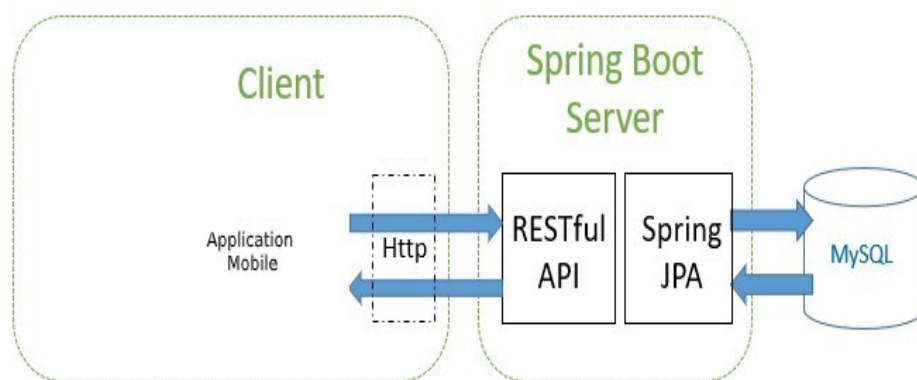 Client
Spring Boot
Server
Application
Mobile
Http
RESTful
API
Spring
JPA
MySQL